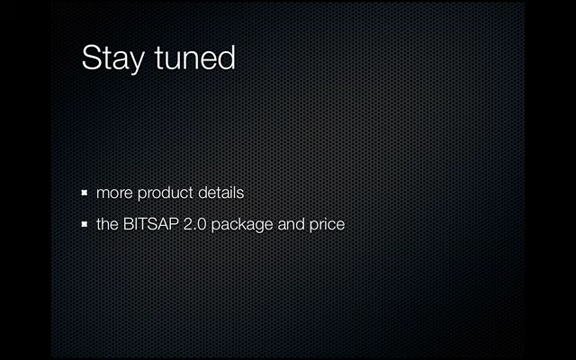 Stay tuned
more product details
the BITSAP 2.0 package and price